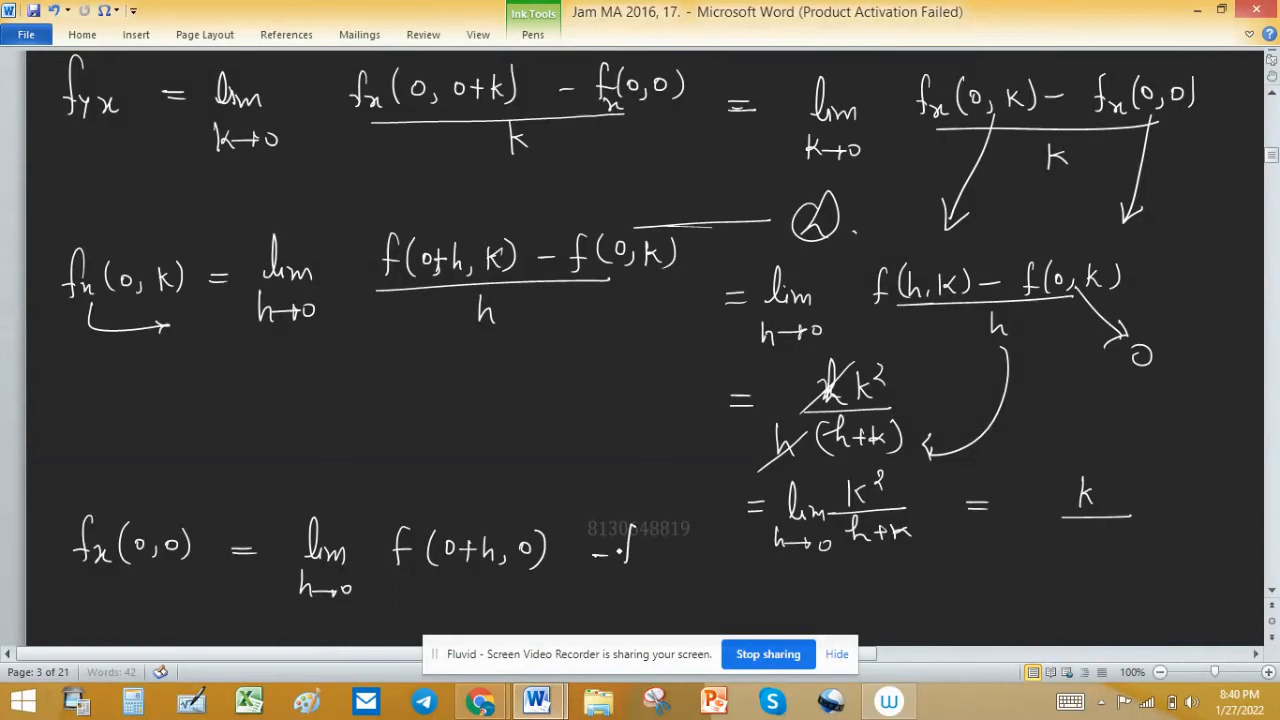 Jam MA 2016, 17. - Microsoft Word (Product Activation Failed)
Ink Tools
File Home Insert Page Layout References Mailings Review View Pens
fyx = lim k→0 fx(0, 0+k) - fx(0,0) / k = lim k→0 fx(0, k) - fx(0,0) / k
fx(0, k) = lim h→0 f(0+h, k) - f(0, k) / h
= lim h→0 f(h, k) - f(0, k) / h
0
= h k² / h (h+k)
= lim h→0 k² / h+k = k
fx(0,0) = lim h→0 f(0+h, 0) -
8130648819
Fluvid - Screen Video Recorder is sharing your screen. Stop sharing Hide
Page: 3 of 21 Words: 42 100%
8:40 PM
1/27/2022